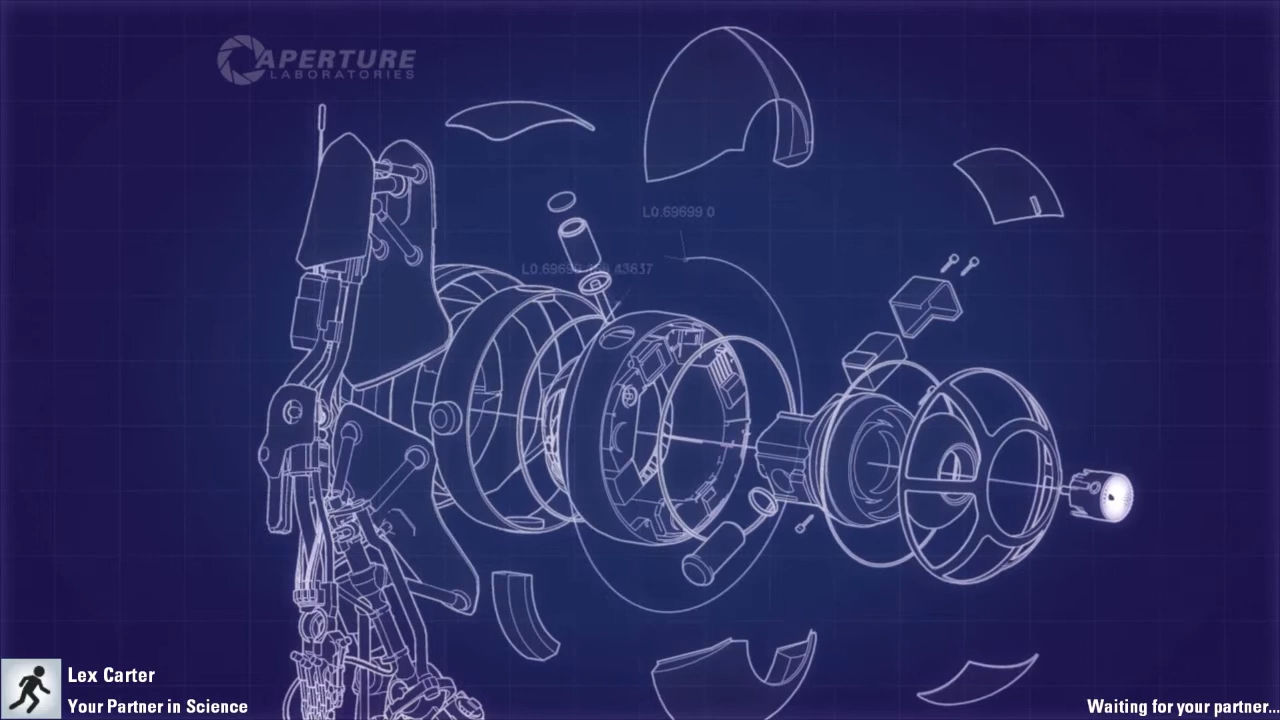 APERTURE
LABORATORIES
L0.69699 0
Lex Carter
Your Partner in Science
Waiting for your partner...